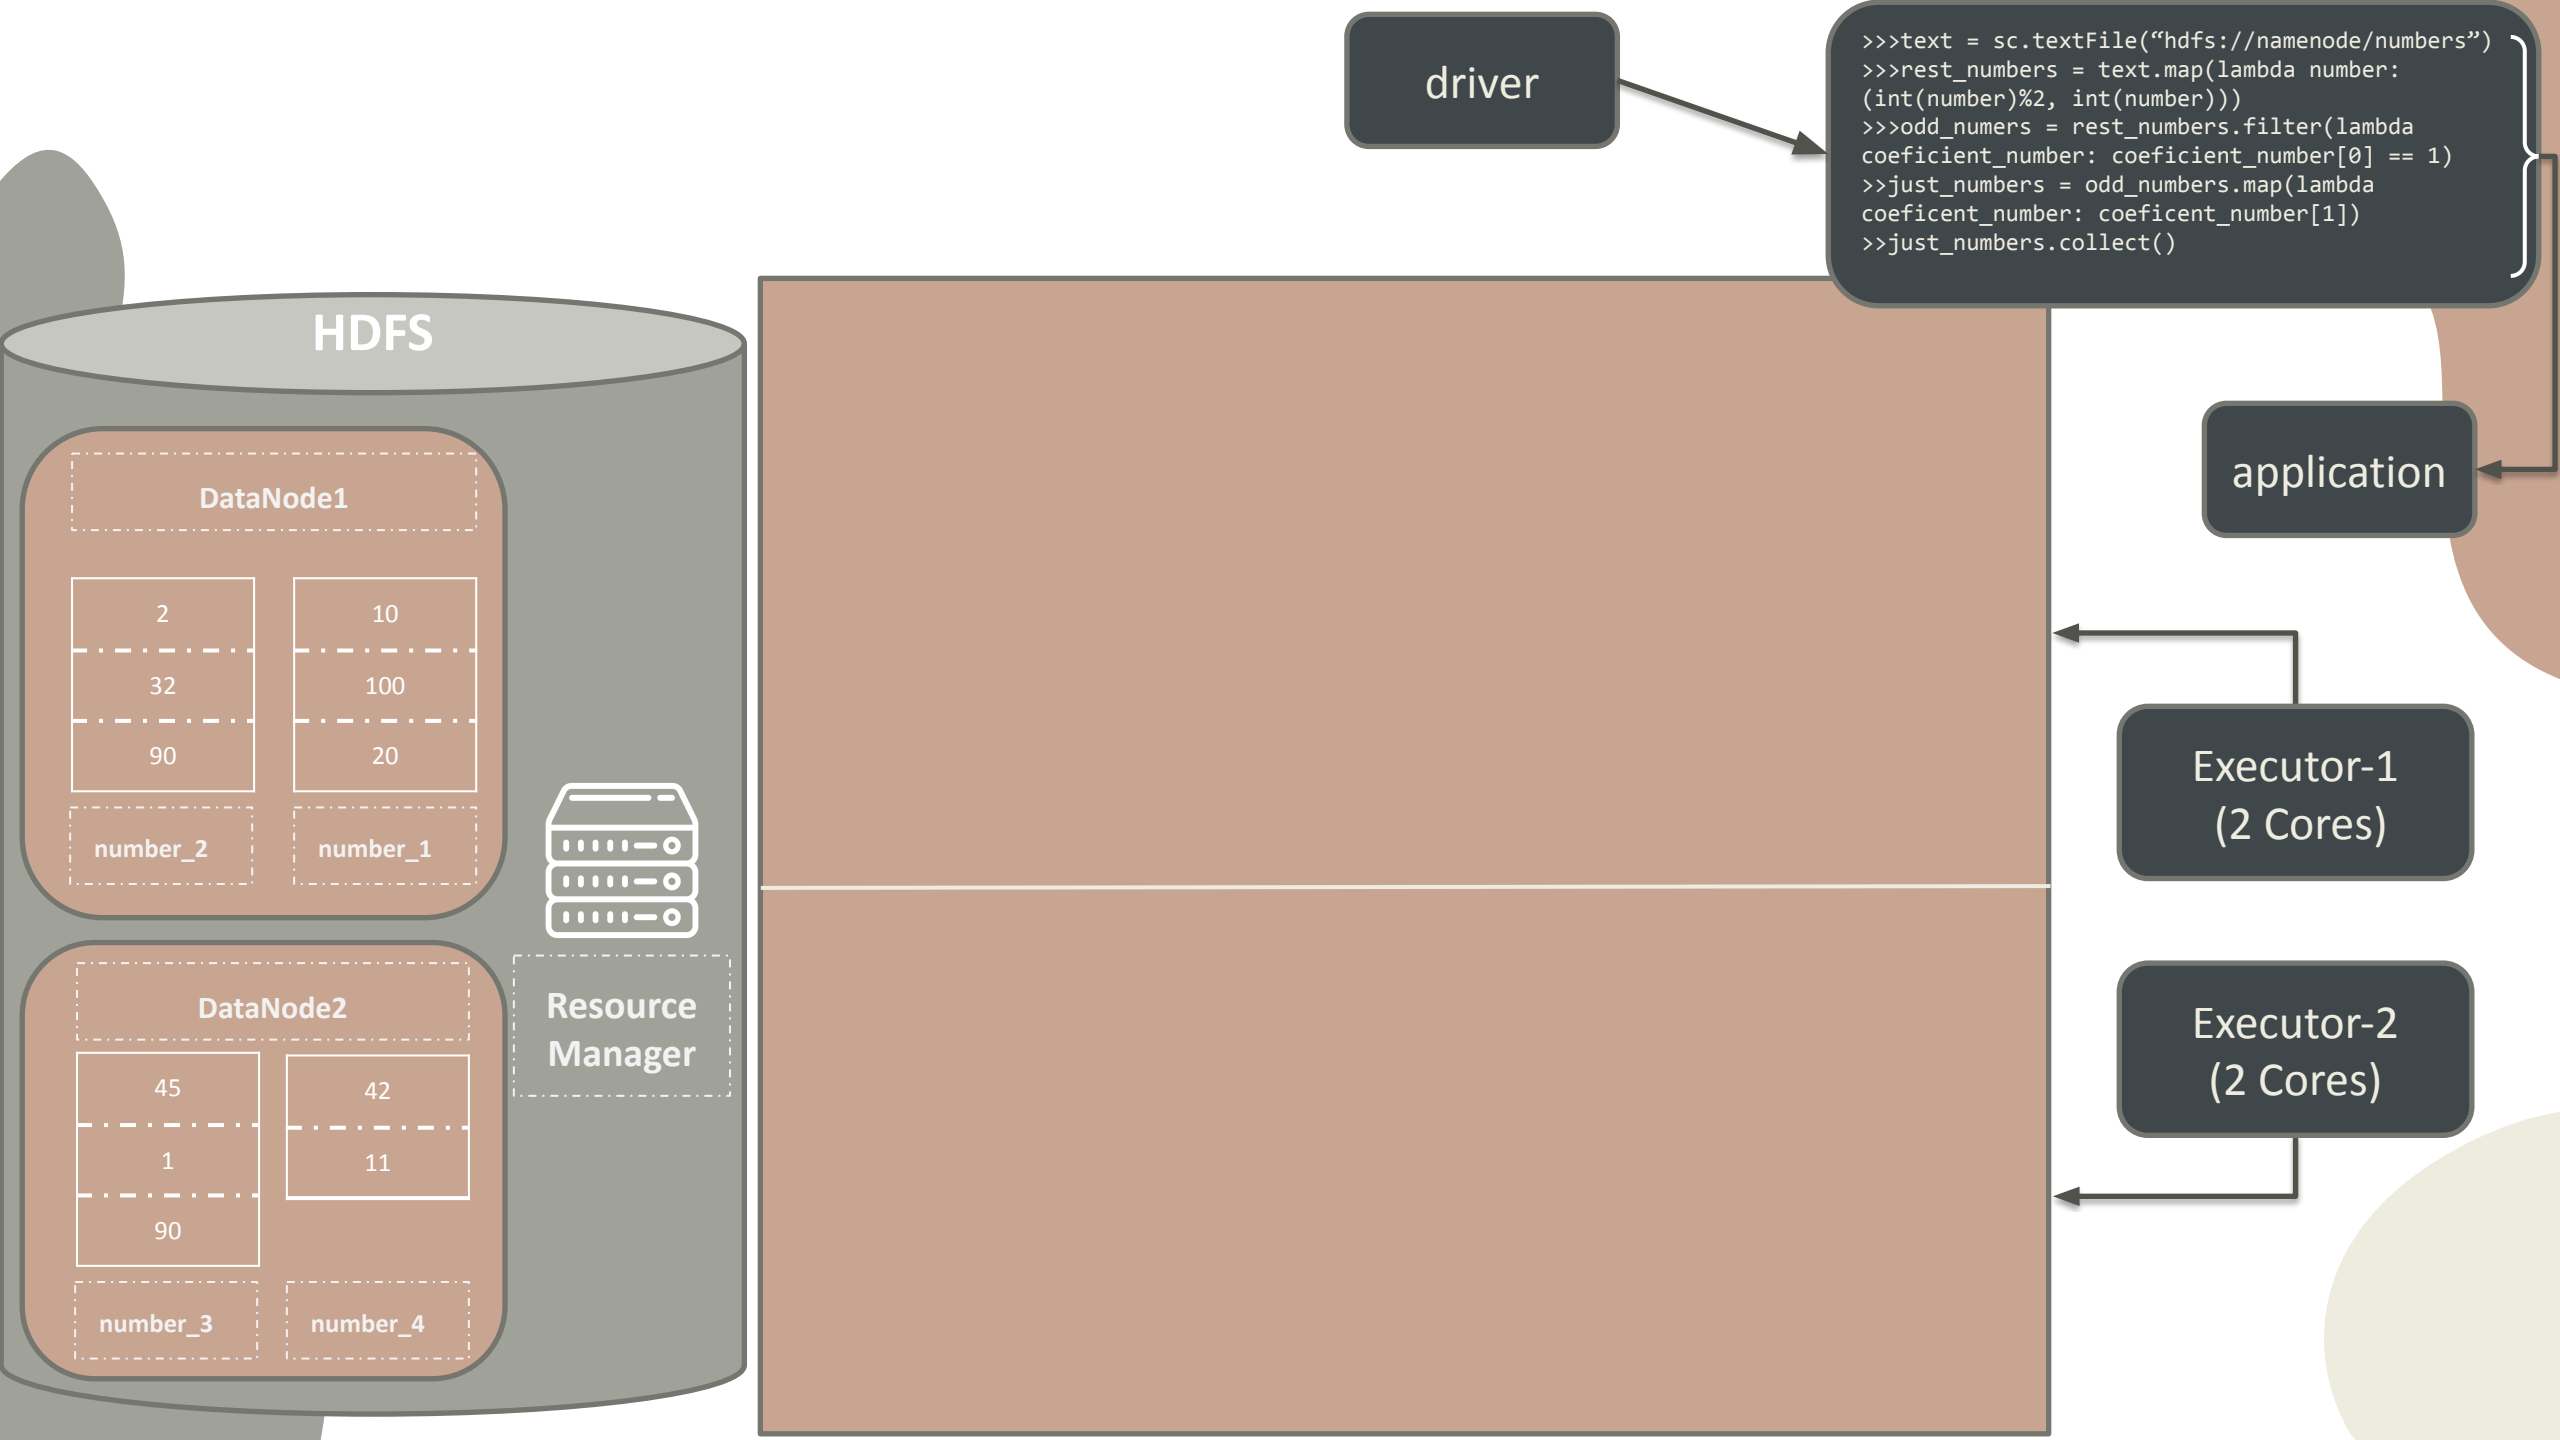 driver
>>>text = sc.textFile(“hdfs://namenode/numbers”)
>>>rest_numbers = text.map(lambda number:
(int(number)%2, int(number)))
>>>odd_numers = rest_numbers.filter(lambda
coeficient_number: coeficient_number[0] == 1)
>>just_numbers = odd_numbers.map(lambda
coeficent_number: coeficent_number[1])
>>just_numbers.collect()
HDFS
DataNode1
2
32
90
number_2
10
100
20
number_1
DataNode2
45
1
90
number_3
42
11
number_4
Resource
Manager
application
Executor-1
(2 Cores)
Executor-2
(2 Cores)